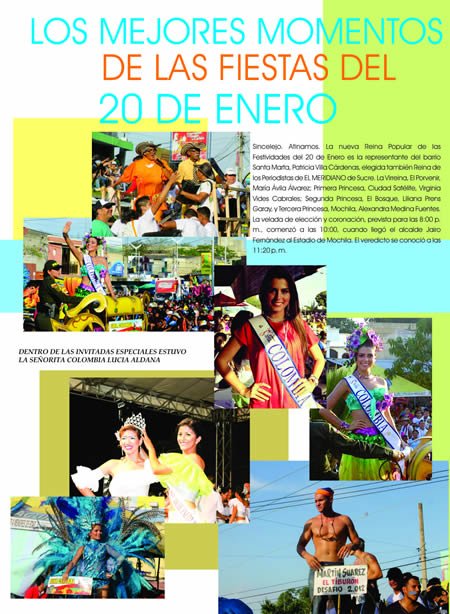 LOS MEJORES MOMENTOS
DE LAS FIESTAS DEL
20 DE ENERO
Sincelejo. Afinamos. La nueva Reina Popular de las
Festividades del 20 de Enero es la representante del barrio
Santa Marta, Patricia Villa Cárdenas, elegida también Reina de
los Periodistas de EL MERIDIANO de Sucre. La Virreina, El Porvenir,
María Ávila Álvarez; Primera Princesa, Ciudad Satélite, Virginia
Vides Cabrales; Segunda Princesa, El Bosque, Liliana Prens
Garay, y Tercera Princesa, Mochila, Alexandra Medina Fuentes.
La velada de elección y coronación, prevista para las 8:00 p.
m., comenzó a las 10:00, cuando llegó el alcalde Jairo
Fernández al Estadio de Mochila. El veredicto se conoció a las
11:20 p. m.
DENTRO DE LAS INVITADAS ESPECIALES ESTUVO
LA SEÑORITA COLOMBIA LUCIA ALDANA
COLOMBIA
COLOMBIA
MARTIN SUAREZ
EL TIBURÓN
DESAFIO 2.012